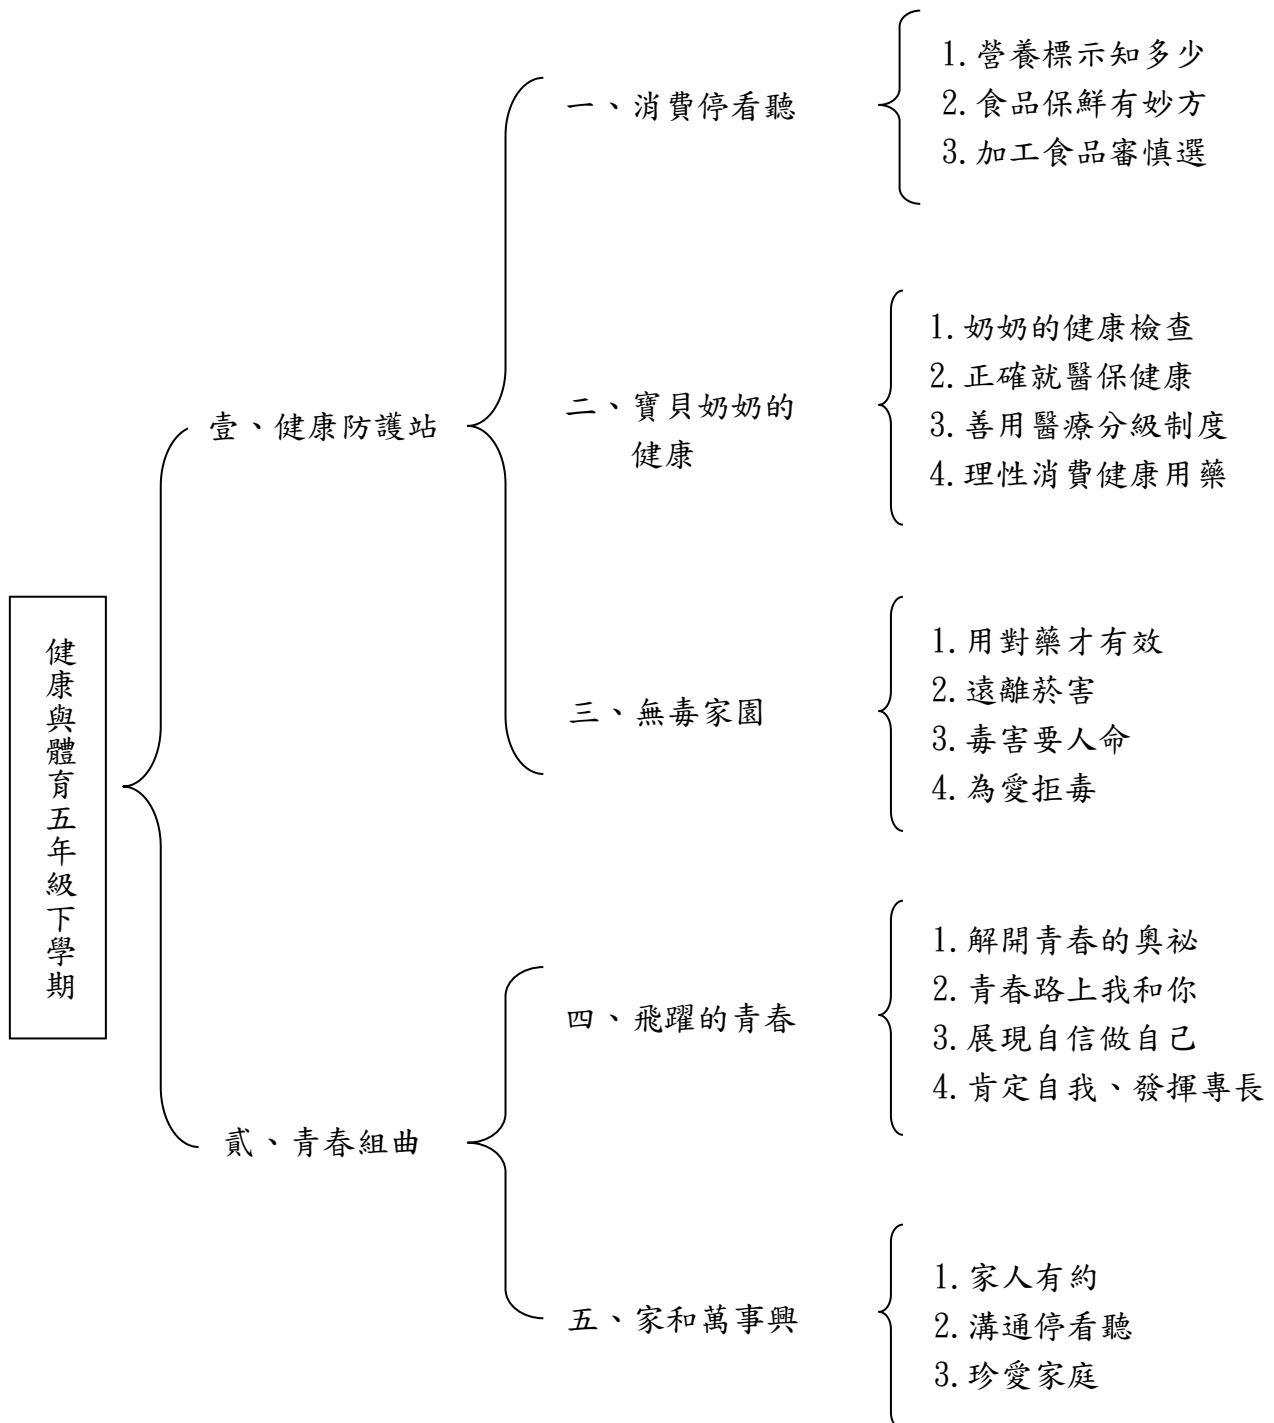 健康與體育五年級下學期
壹、健康防護站
一、消費停看聽
1.營養標示知多少
2.食品保鮮有妙方
3.加工食品審慎選
二、寶貝奶奶的
健康
1.奶奶的健康檢查
2.正確就醫保健康
3.善用醫療分級制度
4.理性消費健康用藥
三、無毒家園
1.用對藥才有效
2.遠離菸害
3.毒害要人命
4.為愛拒毒
貳、青春組曲
四、飛躍的青春
1.解開青春的奧祕
2.青春路上我和你
3.展現自信做自己
4.肯定自我、發揮專長
五、家和萬事興
1.家人有約
2.溝通停看聽
3.珍愛家庭